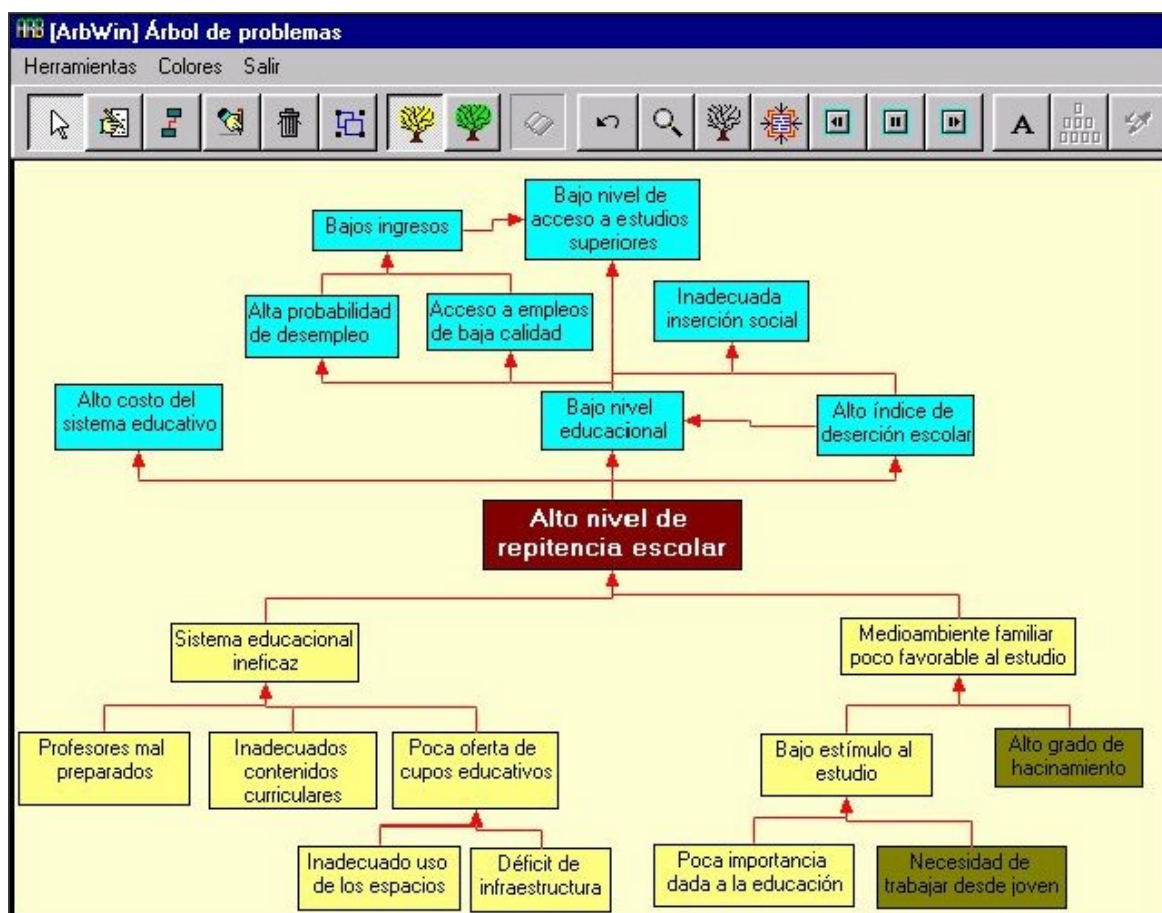 ARB [ArbWin] Árbol de problemas
Herramientas Colores Salir
A
Bajo nivel de
acceso a estudios
superiores
Bajos ingresos
Alta probabilidad
de desempleo
Acceso a empleos
de baja calidad
Inadecuada
inserción social
Alto costo del
sistema educativo
Bajo nivel
educacional
Alto índice de
deserción escolar
Alto nivel de
repitencia escolar
Sistema educacional
ineficaz
Medioambiente familiar
poco favorable al estudio
Profesores mal
preparados
Inadecuados
contenidos
curriculares
Poca oferta de
cupos educativos
Bajo estímulo al
estudio
Alto grado de
hacinamiento
Inadecuado uso
de los espacios
Déficit de
infraestructura
Poca importancia
dada a la educación
Necesidad de
trabajar desde joven